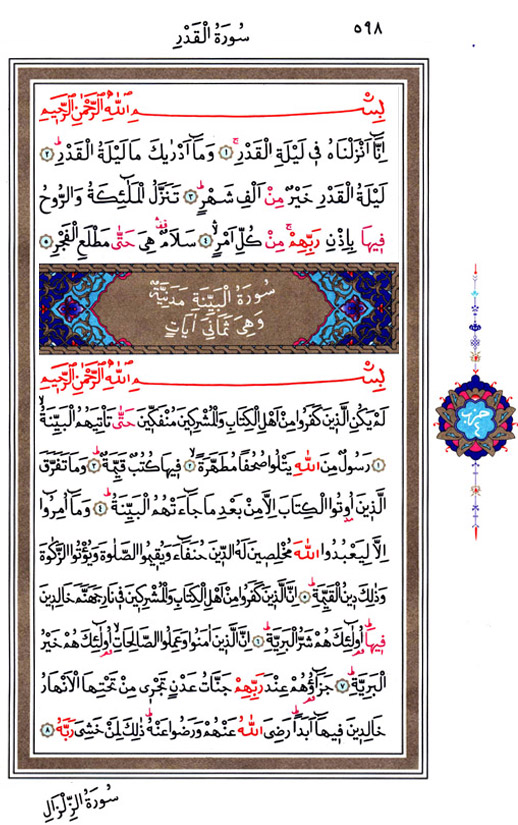 سُورَةُ الْقَدْرِ
٥٩٨
بِسْمِ اللّٰهِ الرَّحْمٰنِ الرَّحِيمِ
اِنَّٓا اَنْزَلْنَاهُ فٖى لَيْلَةِ الْقَدْرِۚ ﴿١﴾ وَمَٓا اَدْرٰيكَ مَا لَيْلَةُ الْقَدْرِؕ ﴿٢﴾
لَيْلَةُ الْقَدْرِ خَيْرٌ مِنْ اَلْفِ شَهْرٍؕ ﴿٣﴾ تَنَزَّلُ الْمَلٰٓئِكَةُ وَالرُّوحُ
فٖيهَا بِاِذْنِ رَبِّهِمْۚ مِنْ كُلِّ اَمْرٍۙ ﴿٤﴾ سَلَامٌ هِىَ حَتّٰى مَطْلَعِ الْفَجْرِ ﴿٥﴾
سُورَةُ الْبَيِّنَةِ مَدَنِيَّةٌ
وَهِىَ ثَمَانٖى اٰيَاتٍ
بِسْمِ اللّٰهِ الرَّحْمٰنِ الرَّحِيمِ
لَمْ يَكُنِ الَّذٖينَ كَفَرُوا مِنْ اَهْلِ الْكِتَابِ وَالْمُشْرِكٖينَ مُنْفَكّٖينَ حَتّٰى تَاْتِيَهُمُ الْبَيِّنَةُۙ
﴿١﴾ رَسُولٌ مِنَ اللّٰهِ يَتْلُوا صُحُفًا مُطَهَّرَةًۙ ﴿٢﴾ فٖيهَا كُتُبٌ قَيِّمَةٌؕ ﴿٣﴾ وَمَا تَفَرَّقَ
الَّذٖينَ اُوتُوا الْكِتَابَ اِلَّا مِنْ بَعْدِ مَا جَٓاءَتْهُمُ الْبَيِّنَةُؕ ﴿٤﴾ وَمَٓا اُمِرُٓوا
اِلَّا لِيَعْبُدُوا اللّٰهَ مُخْلِصٖينَ لَهُ الدّٖينَ حُنَفَٓاءَ وَيُقٖيمُوا الصَّلٰوةَ وَيُؤْتُوا الزَّكٰوةَ
وَذٰلِكَ دٖينُ الْقَيِّمَةِؕ ﴿٥﴾ اِنَّ الَّذٖينَ كَفَرُوا مِنْ اَهْلِ الْكِتَابِ وَالْمُشْرِكٖينَ فٖى نَارِ جَهَنَّمَ خَالِدٖينَ
فٖيهَاؕ اُولٰٓئِكَ هُمْ شَرُّ الْبَرِيَّةِؕ ﴿٦﴾ اِنَّ الَّذٖينَ اٰمَنُوا وَعَمِلُوا الصَّالِحَاتِۙ اُولٰٓئِكَ هُمْ خَيْرُ
الْبَرِيَّةِؕ ﴿٧﴾ جَزَٓاؤُهُمْ عِنْدَ رَبِّهِمْ جَنَّاتُ عَدْنٍ تَجْرٖى مِنْ تَحْتِهَا الْاَنْهَارُ
خَالِدٖينَ فٖيهَٓا اَبَدًاؕ رَضِىَ اللّٰهُ عَنْهُمْ وَرَضُوا عَنْهُؕ ذٰلِكَ لِمَنْ خَشِىَ رَبَّهُ ﴿٨﴾
حزب
٤
سُورَةُ الزِّلْزَالِ